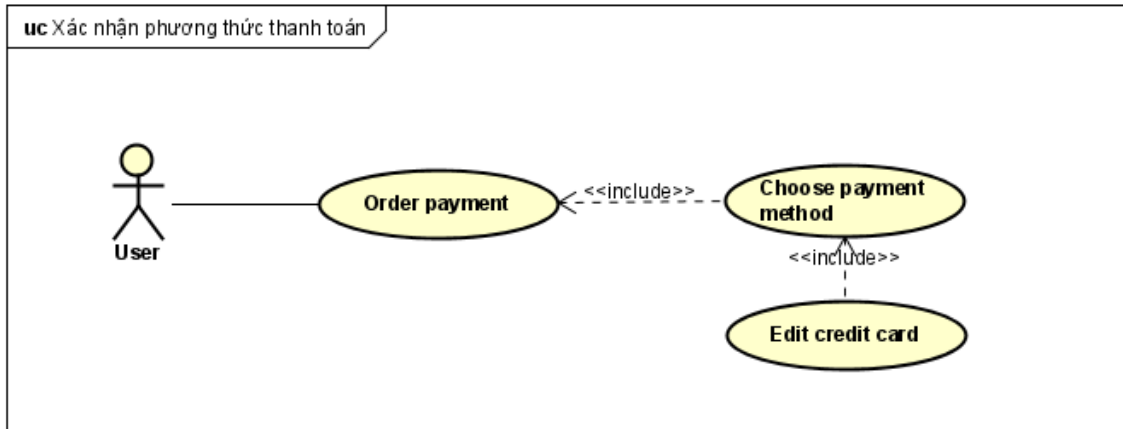 uc Xác nhận phương thức thanh toán
User
Order payment
<<include>>
Choose payment
method
<<include>>
Edit credit card